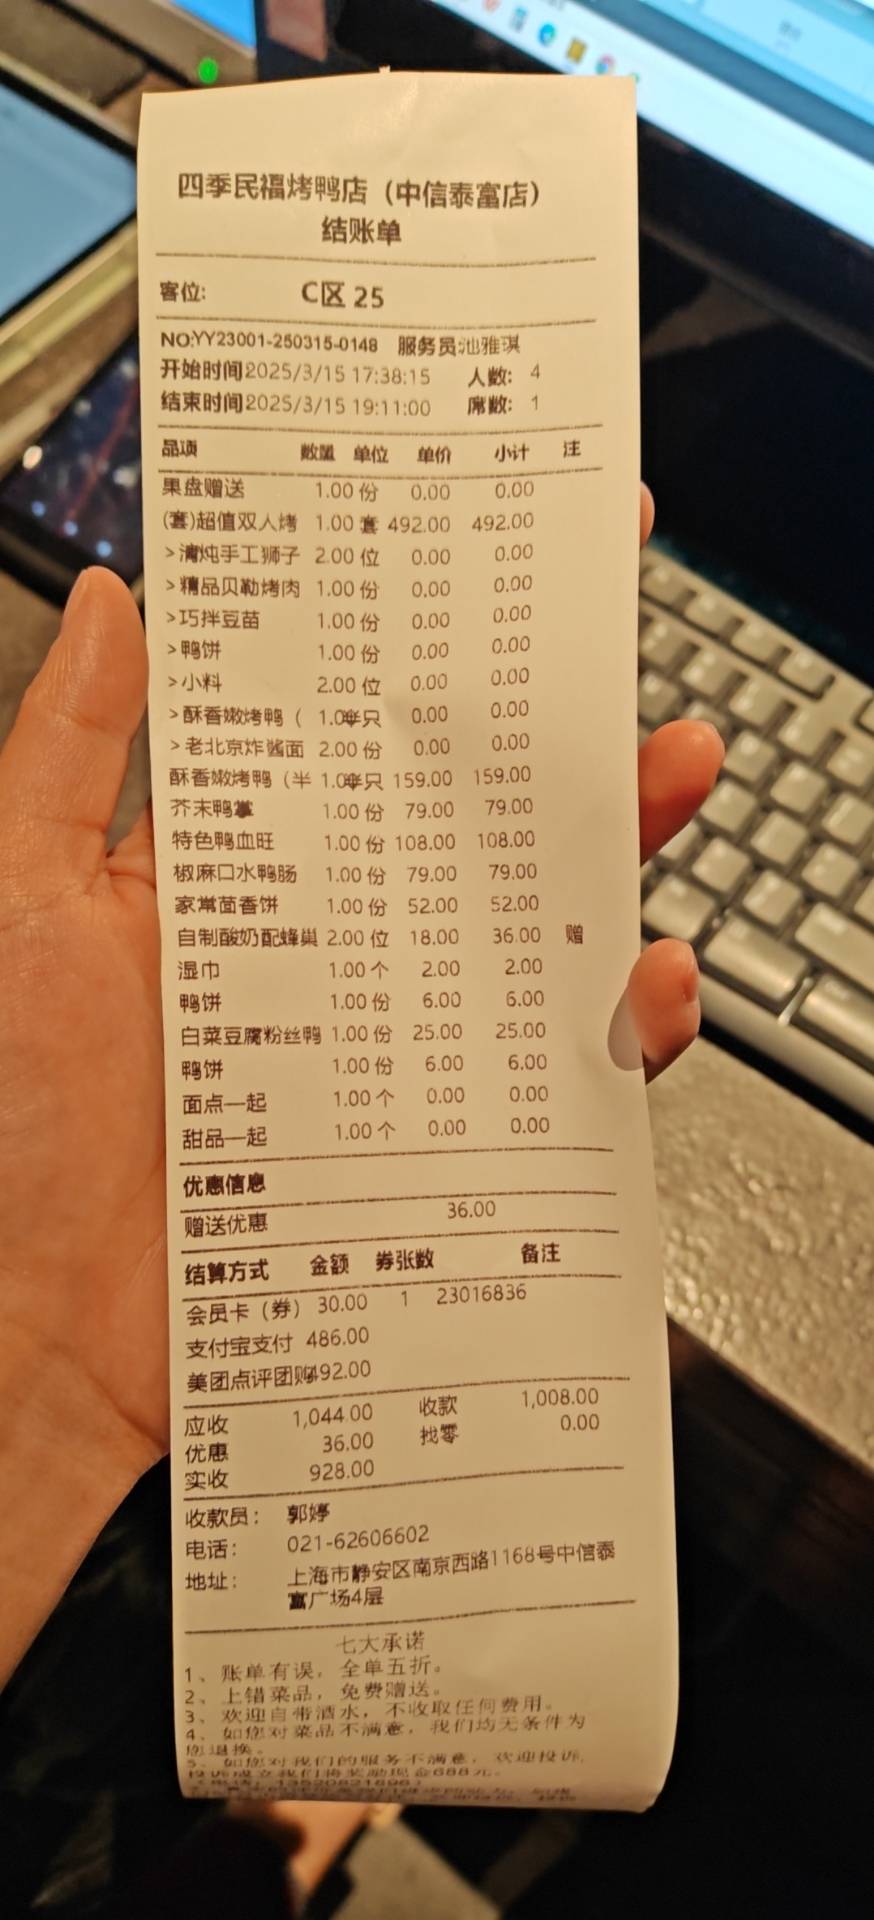 四季民福烤鸭店（中信泰富店）
结账单
客位: C区 25
NO:YY23001-250315-0148 服务员:池雅琪
开始时间2025/3/15 17:38:15 人数: 4
结束时间2025/3/15 19:11:00 席数: 1
品项 数量 单位 单价 小计 注
果盘赠送 1.00 份 0.00 0.00
(套)超值双人烤 1.00 套 492.00 492.00
>清炖手工狮子 2.00 位 0.00 0.00
>精品贝勒烤肉 1.00 份 0.00 0.00
>巧拌豆苗 1.00 份 0.00 0.00
>鸭饼 1.00 份 0.00 0.00
>小料 2.00 位 0.00 0.00
>酥香嫩烤鸭（ 1.0半只 0.00 0.00
>老北京炸酱面 2.00 份 0.00 0.00
酥香嫩烤鸭（半 1.0半只 159.00 159.00
芥末鸭掌 1.00 份 79.00 79.00
特色鸭血旺 1.00 份 108.00 108.00
椒麻口水鸭肠 1.00 份 79.00 79.00
家常茴香饼 1.00 份 52.00 52.00
自制酸奶配蜂巢 2.00 位 18.00 36.00 赠
湿巾 1.00 个 2.00 2.00
鸭饼 1.00 份 6.00 6.00
白菜豆腐粉丝鸭 1.00 份 25.00 25.00
鸭饼 1.00 份 6.00 6.00
面点—起 1.00 个 0.00 0.00
甜品—起 1.00 个 0.00 0.00
优惠信息
赠送优惠 36.00
结算方式 金额 券张数 备注
会员卡（券） 30.00 1 23016836
支付宝支付 486.00
美团点评团购492.00
应收 1,044.00 收款 1,008.00
优惠 36.00 找零 0.00
实收 928.00
收款员: 郭婷
电话: 021-62606602
地址: 上海市静安区南京西路1168号中信泰
富广场4层
七大承诺
1、账单有误，全单五折。
2、上错菜品，免费赠送。
3、欢迎自带酒水，不收取任何费用。
4、如您对菜品不满意，我们均无条件为
您退换。
5、如您对我们的服务不满意，欢迎投诉，
投诉成立我们将奖励现金688元。